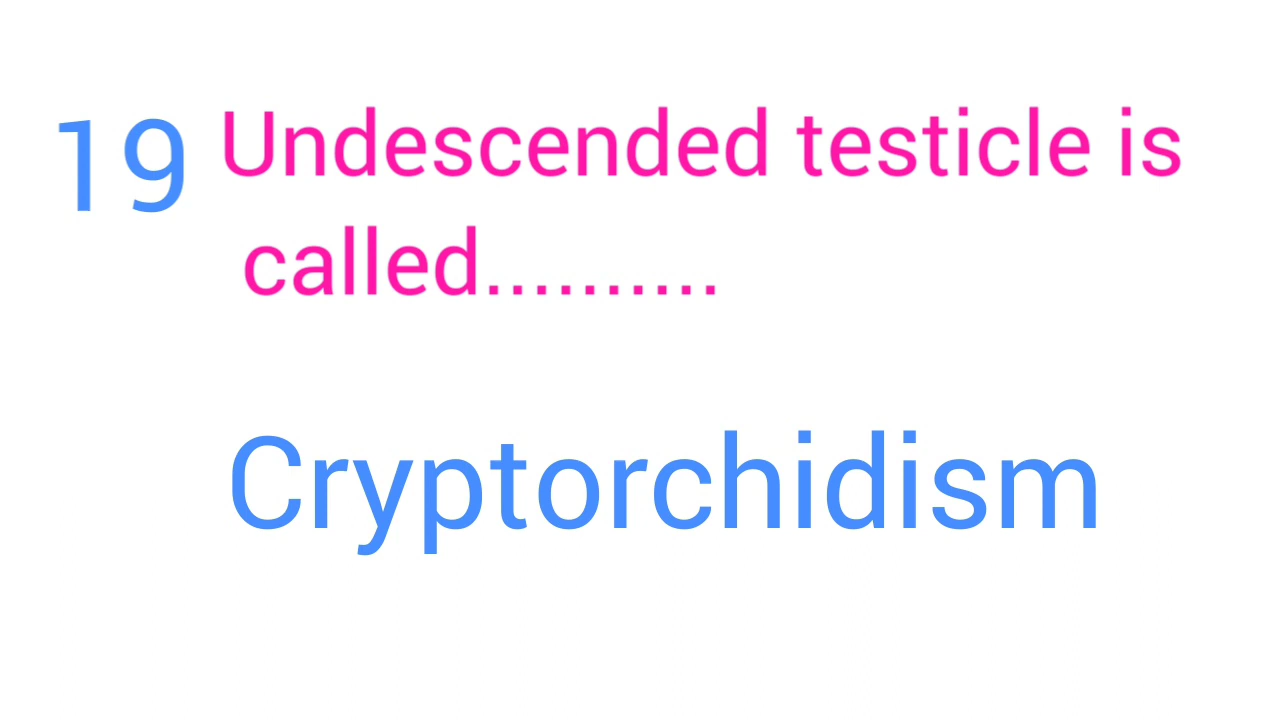 19 Undescended testicle is
called..........
Cryptorchidism